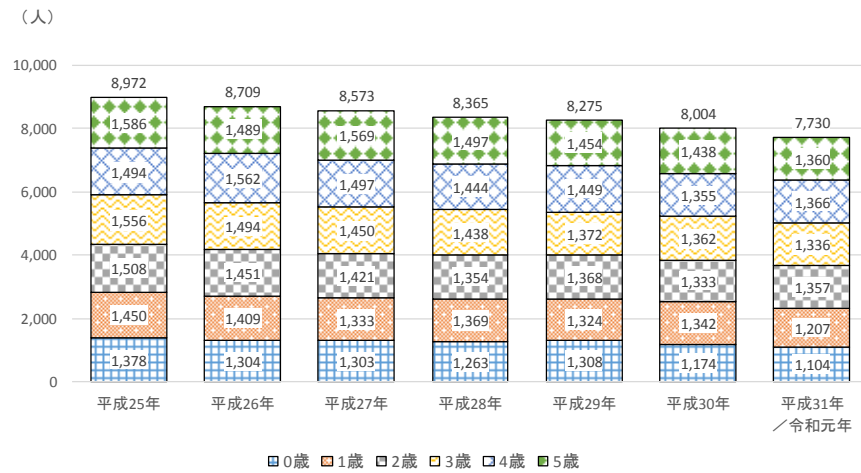 （人）
10,000
8,000
6,000
4,000
2,000
0
8,972 8,709 8,573 8,365 8,275 8,004 7,730
1,586 1,489 1,569 1,497 1,454 1,438 1,360
1,494 1,562 1,497 1,444 1,449 1,355 1,366
1,556 1,494 1,450 1,438 1,372 1,362 1,336
1,508 1,451 1,421 1,354 1,368 1,333 1,357
1,450 1,409 1,333 1,369 1,324 1,342 1,207
1,378 1,304 1,303 1,263 1,308 1,174 1,104
平成25年 平成26年 平成27年 平成28年 平成29年 平成30年 平成31年
／令和元年
0歳 1歳 2歳 3歳 4歳 5歳